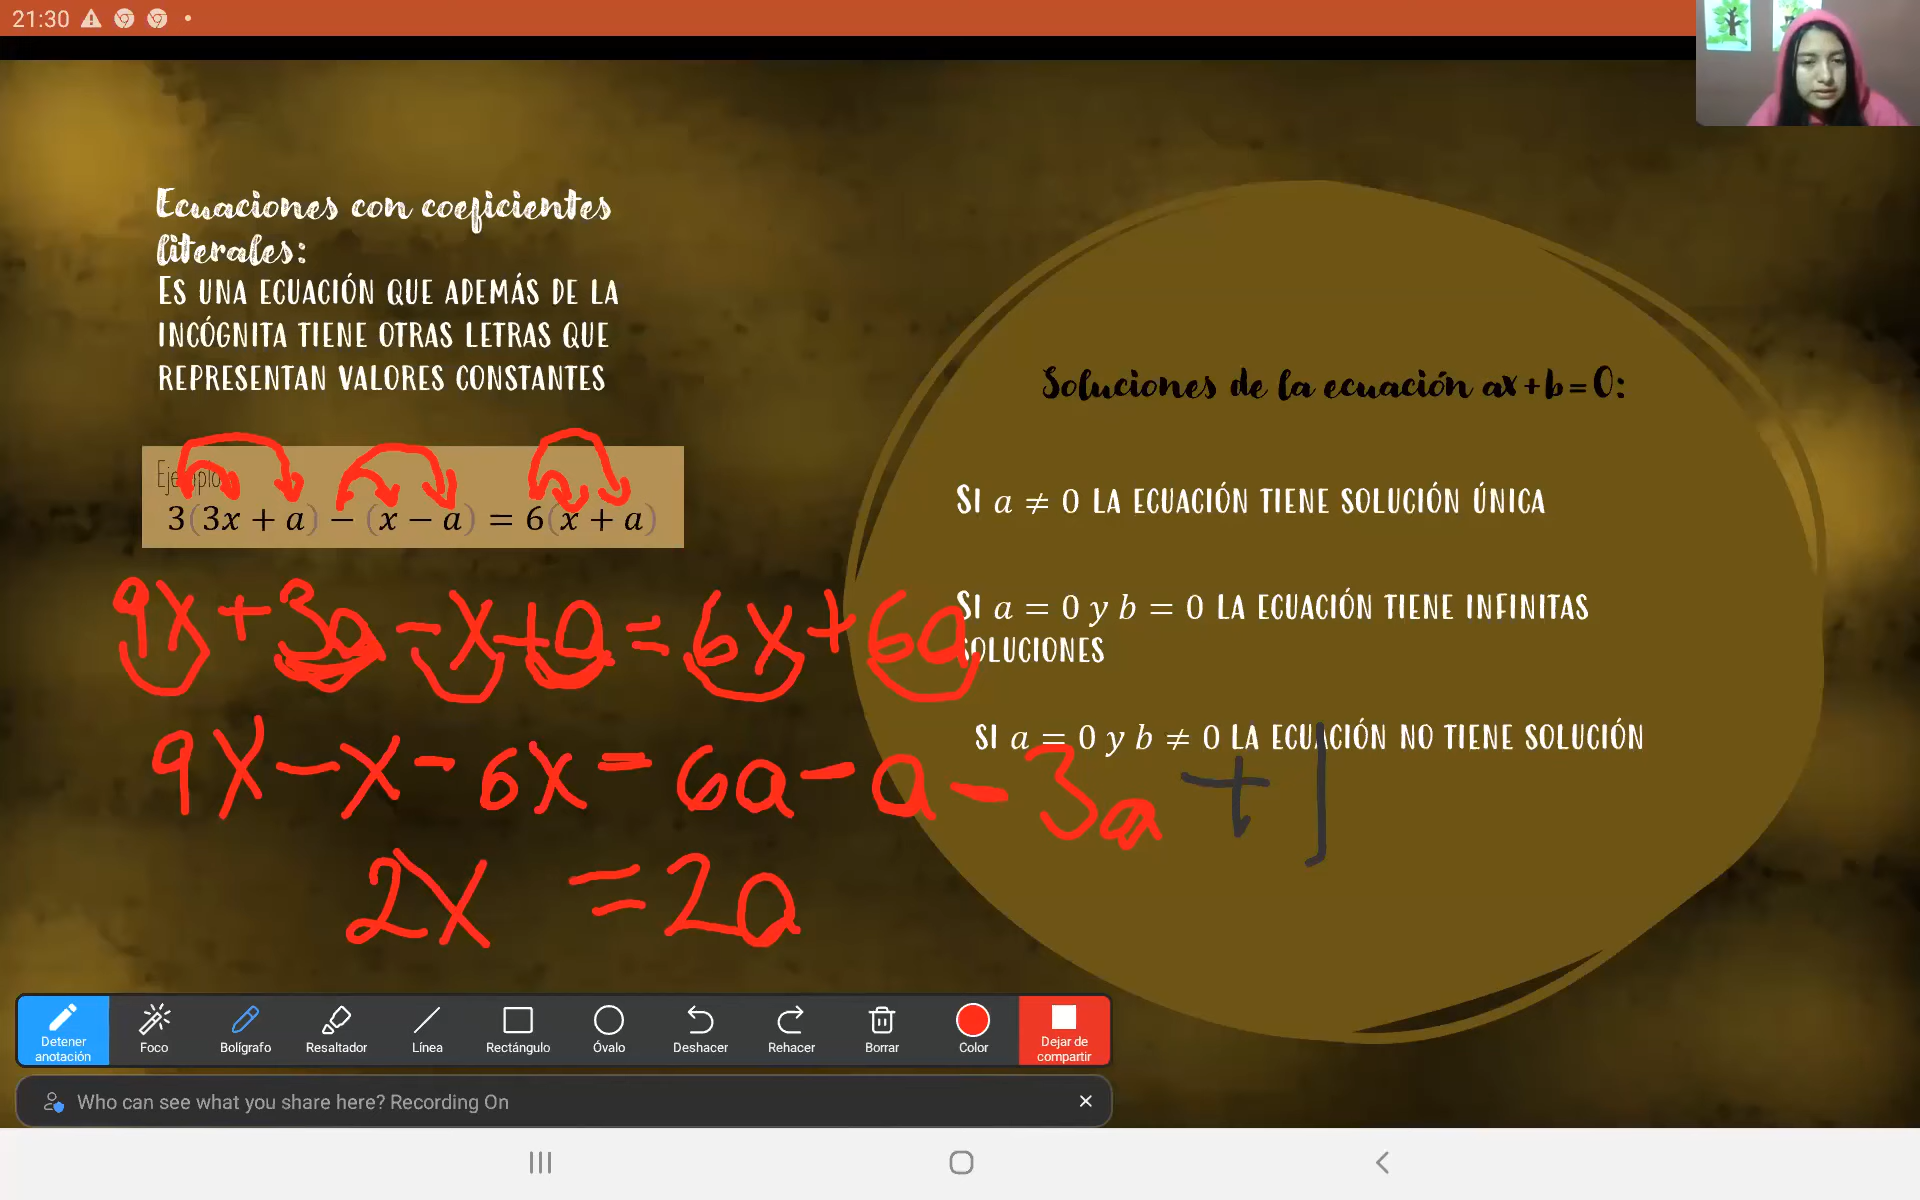 21:30
Ecuaciones con coeficientes
literales:
ES UNA ECUACIÓN QUE ADEMÁS DE LA
INCÓGNITA TIENE OTRAS LETRAS QUE
REPRESENTAN VALORES CONSTANTES
3(3x + a) − (x − a) = 6(x + a)
9x + 3a - x + a = 6x + 6a
9x - x - 6x = 6a - a - 3a +
2x = 2a
Soluciones de la ecuación ax+b=0:
SI a ≠ 0 LA ECUACIÓN TIENE SOLUCIÓN ÚNICA
SI a = 0 y b = 0 LA ECUACIÓN TIENE INFINITAS
SOLUCIONES
SI a = 0 y b ≠ 0 LA ECUACIÓN NO TIENE SOLUCIÓN
Detener anotación
Foco
Bolígrafo
Resaltador
Línea
Rectángulo
Óvalo
Deshacer
Rehacer
Borrar
Color
Dejar de compartir
Who can see what you share here? Recording On